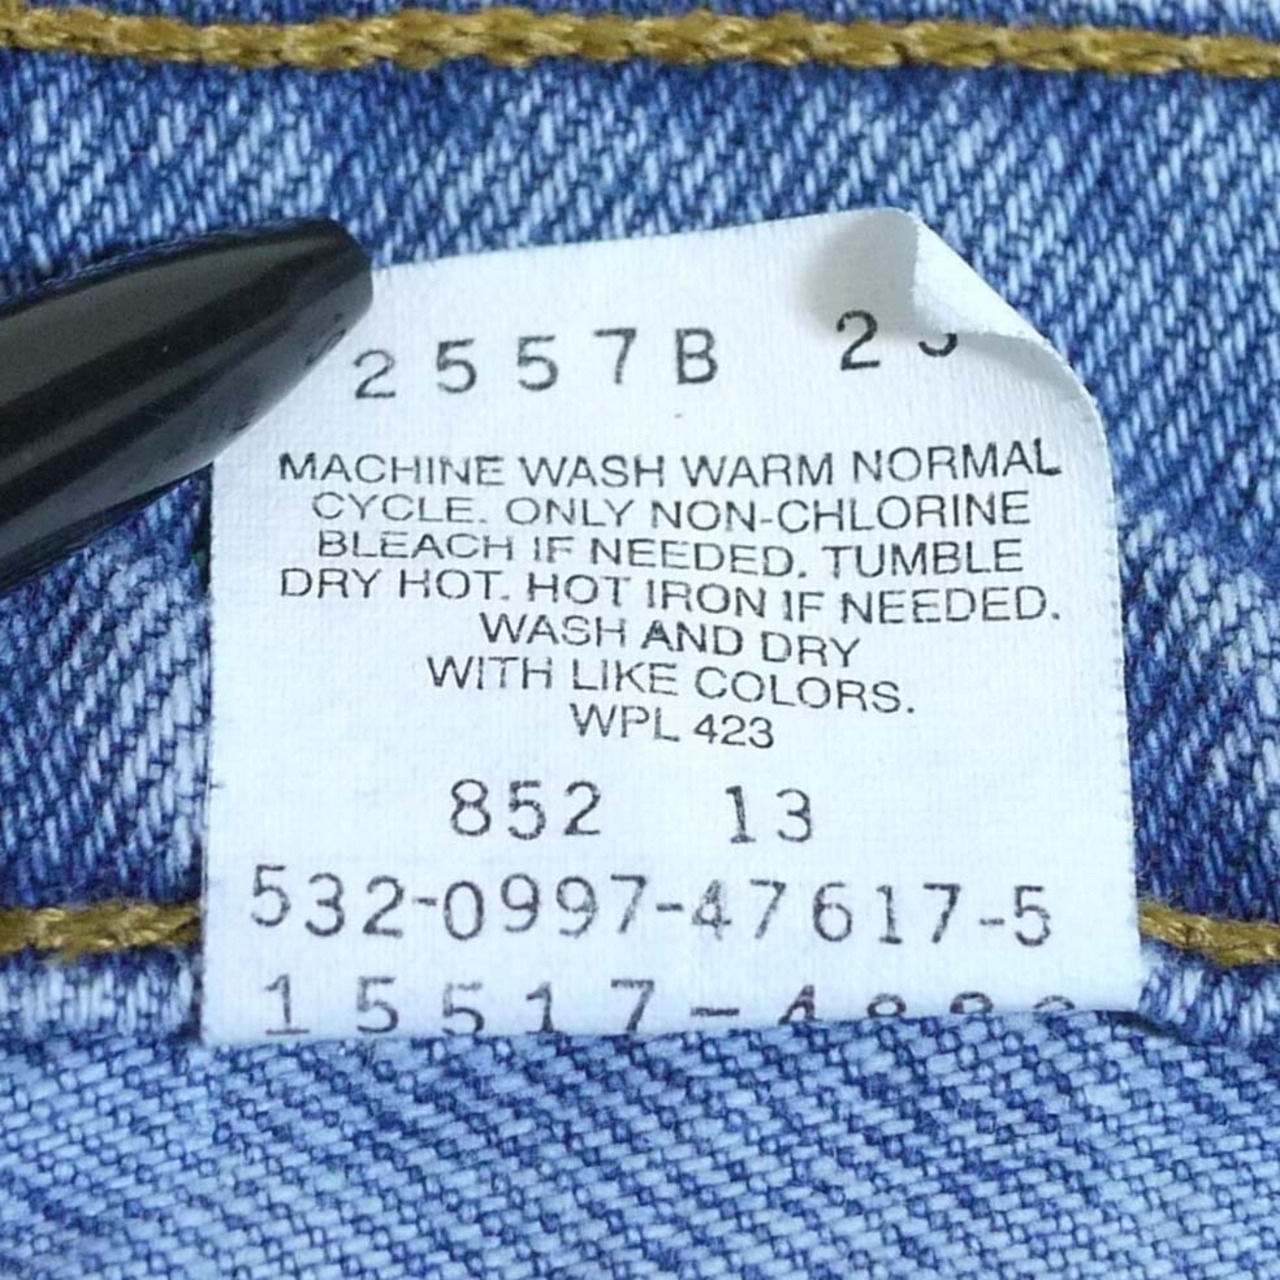 2557B
MACHINE WASH WARM NORMAL
CYCLE. ONLY NON-CHLORINE
BLEACH IF NEEDED. TUMBLE
DRY HOT. HOT IRON IF NEEDED.
WASH AND DRY
WITH LIKE COLORS.
WPL 423
852 13
532-0997-47617-5